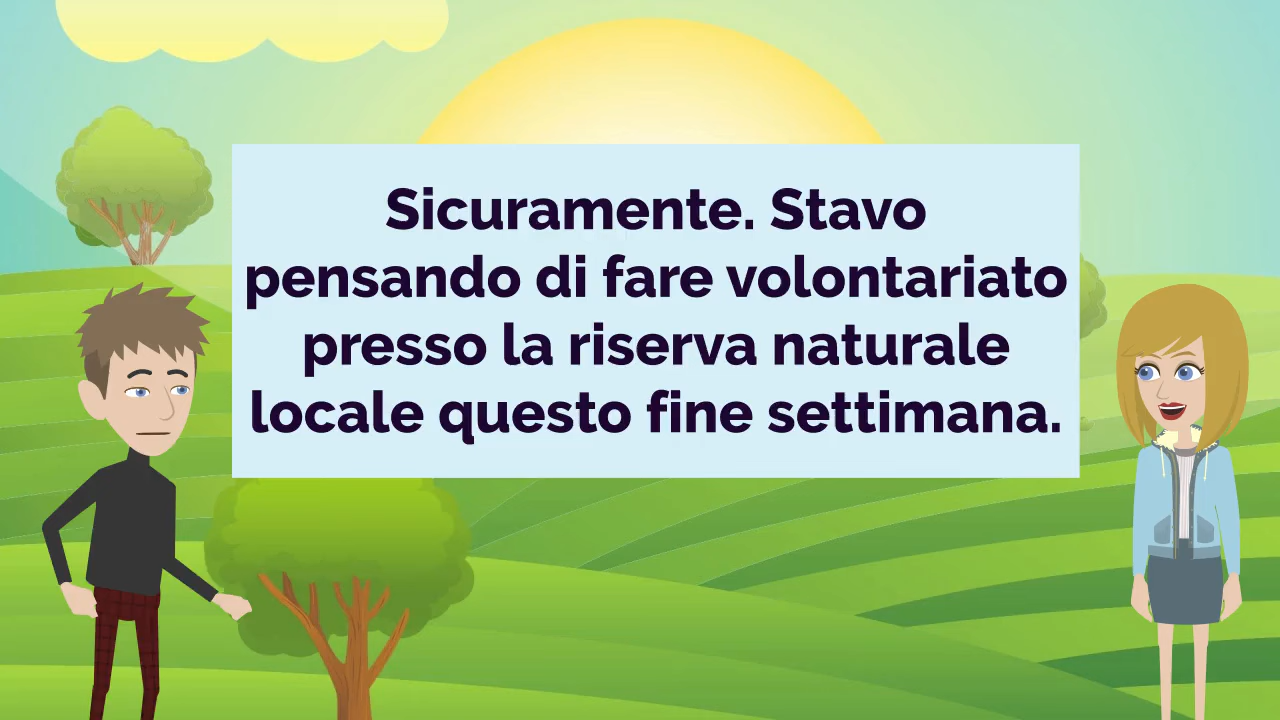 Sicuramente. Stavo
pensando di fare volontariato
presso la riserva naturale
locale questo fine settimana.